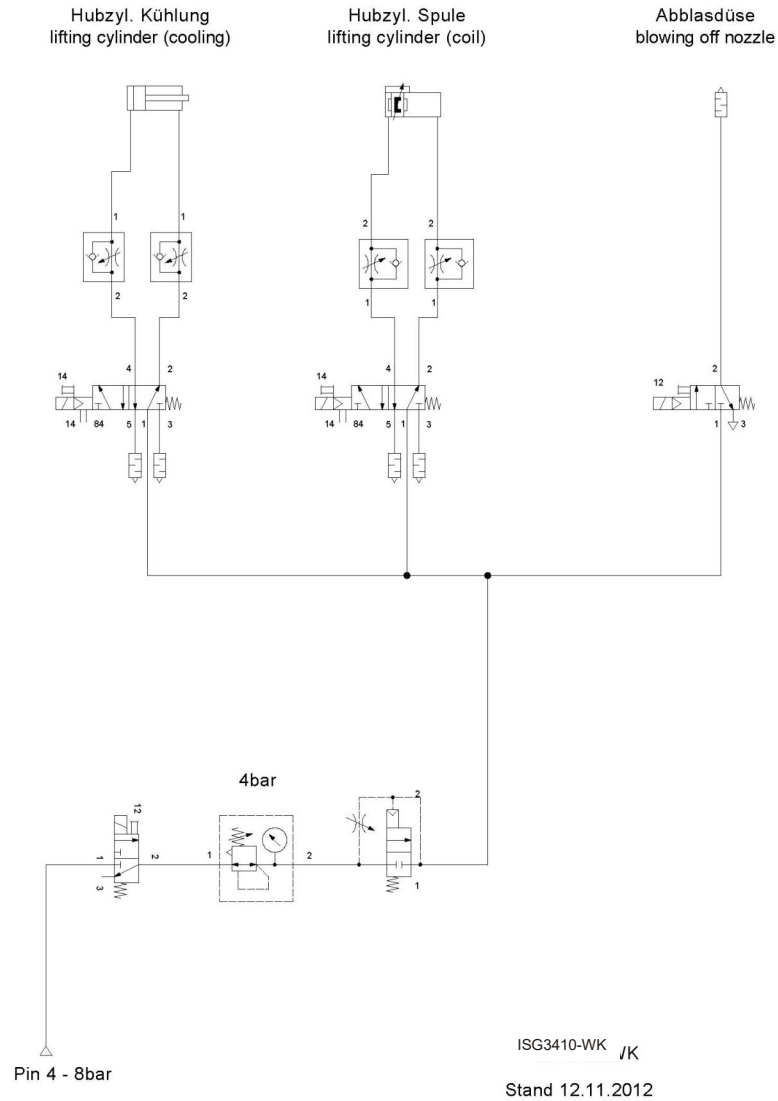 Hubzyl. Kühlung
lifting cylinder (cooling)
Hubzyl. Spule
lifting cylinder (coil)
Abblasdüse
blowing off nozzle
1 1
2 2
2 2
1 1
4 2
14
14 84 5 1 3
4 2
14
14 84 5 1 3
2
12
1 3
4bar
12
1 2
3
1 2
2
1
Pin 4 - 8bar
ISG3410-WK
/K
Stand 12.11.2012